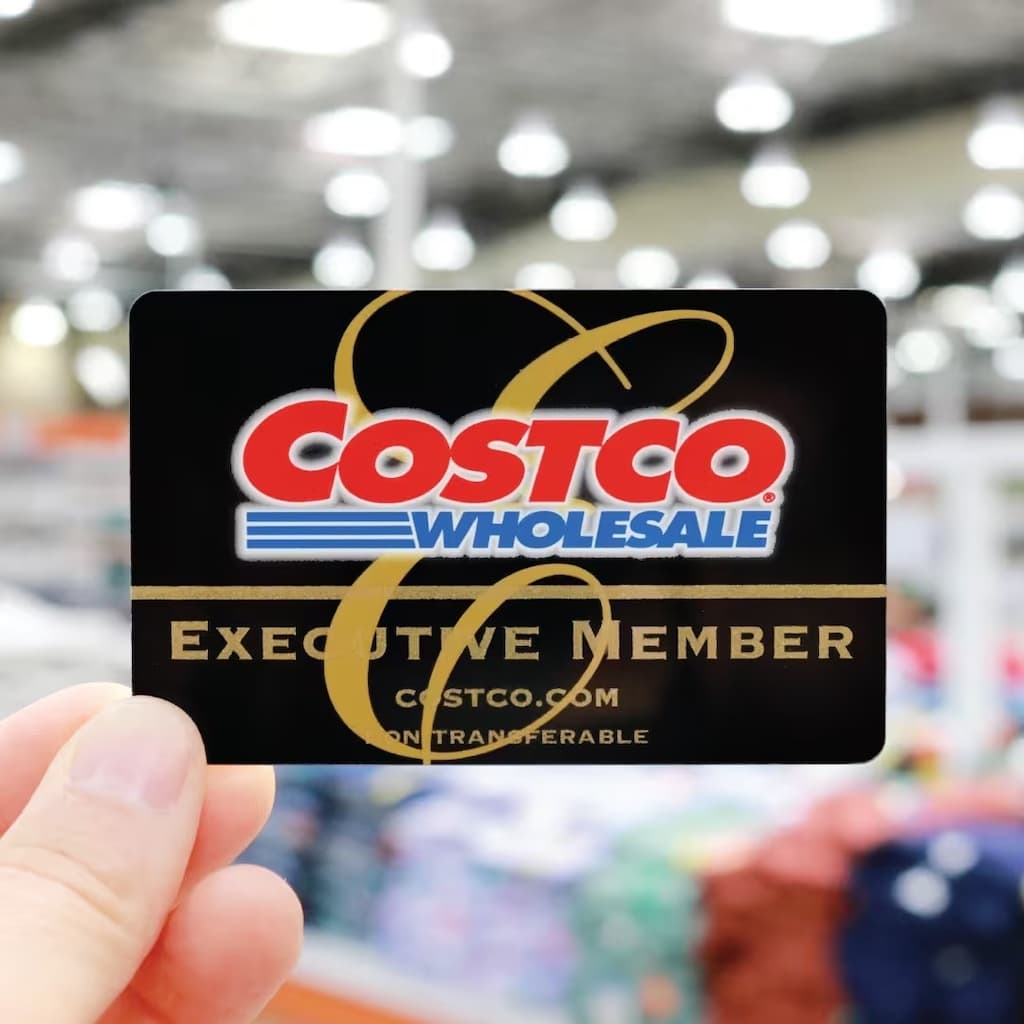 COSTCO®
WHOLESALE
EXECUTIVE MEMBER
COSTCO.COM
NON TRANSFERABLE